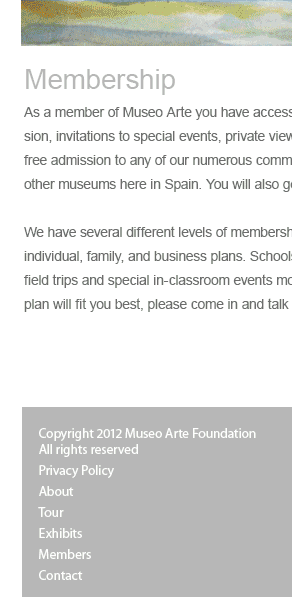 Membership
As a member of Museo Arte you have access
sion, invitations to special events, private view
free admission to any of our numerous comm
other museums here in Spain. You will also g
We have several different levels of membersh
individual, family, and business plans. School
field trips and special in-classroom events mo
plan will fit you best, please come in and talk
Copyright 2012 Museo Arte Foundation
All rights reserved
Privacy Policy
About
Tour
Exhibits
Members
Contact